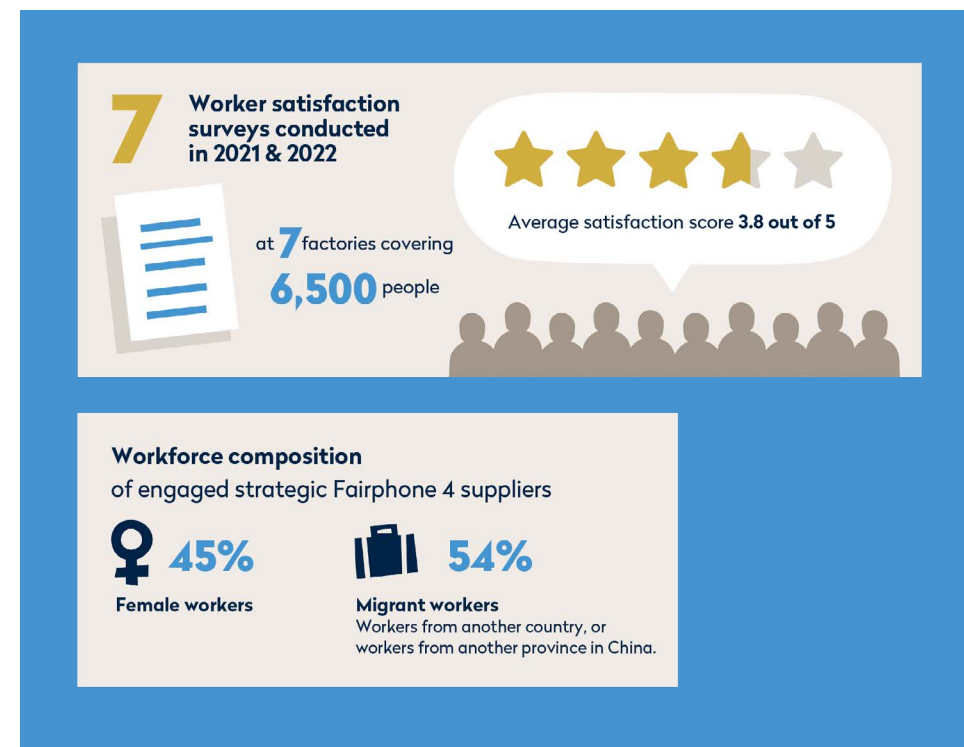 7
Worker satisfaction
surveys conducted
in 2021 & 2022
at 7 factories covering
6,500 people
Average satisfaction score 3.8 out of 5
Workforce composition
of engaged strategic Fairphone 4 suppliers
45%
Female workers
54%
Migrant workers
Workers from another country, or
workers from another province in China.